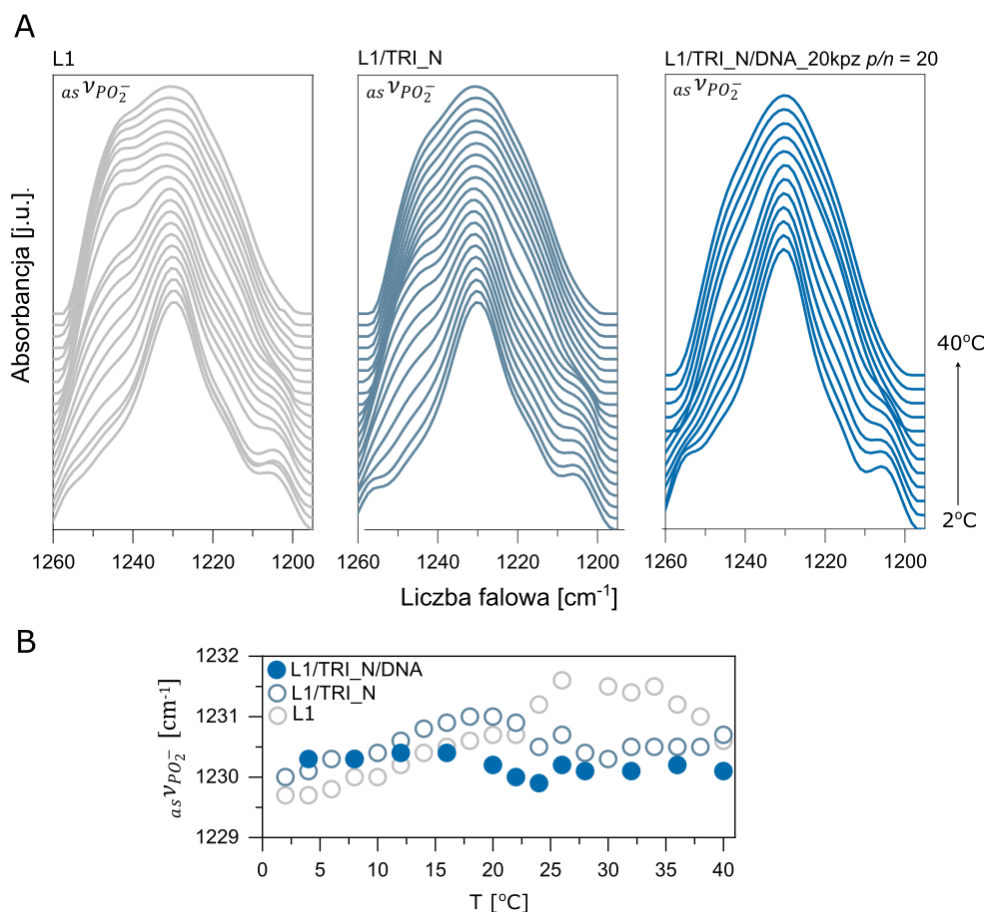 A
L1
L1/TRI_N
L1/TRI_N/DNA_20kpz p/n = 20
asνPO2⁻
asνPO2⁻
asνPO2⁻
Absorbancja [j.u.]
40°C
2°C
1260 1240 1220 1200
1260 1240 1220 1200
1260 1240 1220 1200
Liczba falowa [cm-1]
B
1232
1231
1230
1229
asνPO2⁻ [cm-1]
L1/TRI_N/DNA
L1/TRI_N
L1
0 5 10 15 20 25 30 35 40
T [°C]